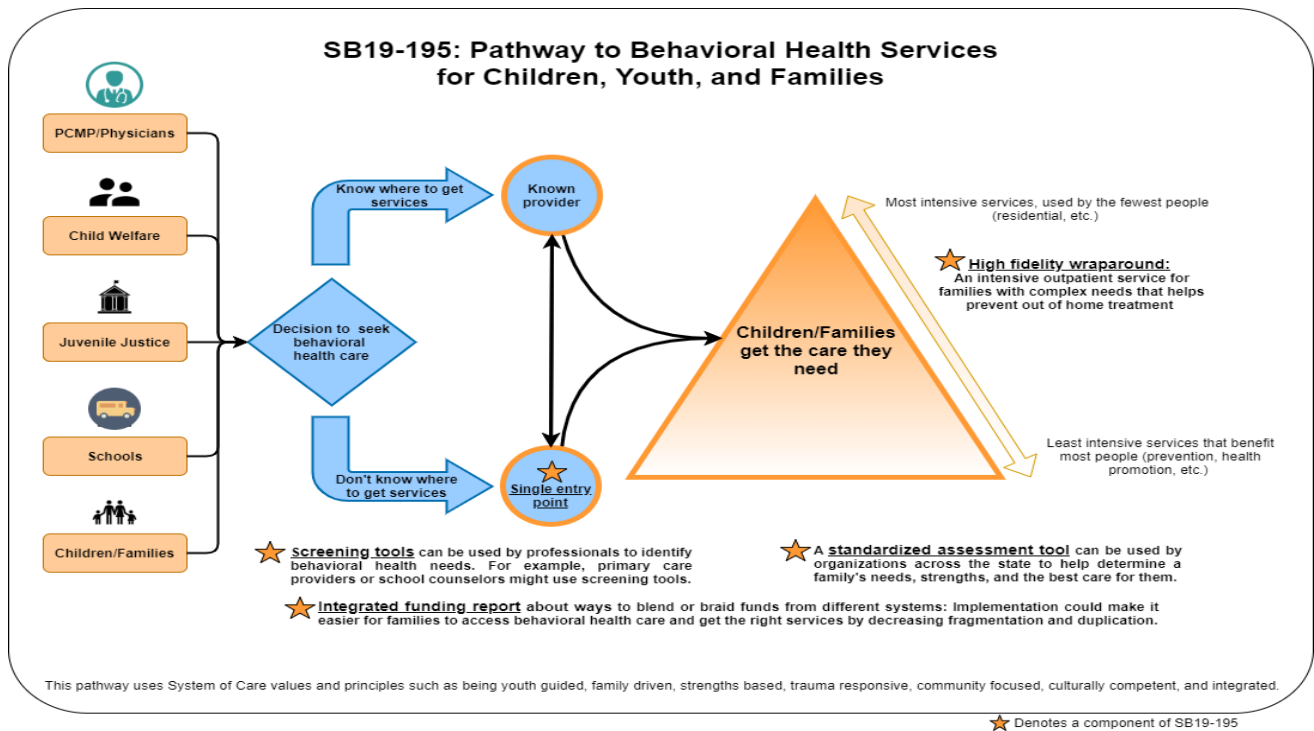 SB19-195: Pathway to Behavioral Health Services
for Children, Youth, and Families
PCMP/Physicians
Child Welfare
Juvenile Justice
Schools
Children/Families
Decision to seek
behavioral
health care
Know where to get
services
Don't know where
to get services
Known
provider
Single entry
point
Children/Families
get the care they
need
Most intensive services, used by the fewest people
(residential, etc.)
High fidelity wraparound:
An intensive outpatient service for
families with complex needs that helps
prevent out of home treatment
Least intensive services that benefit
most people (prevention, health
promotion, etc.)
Screening tools can be used by professionals to identify
behavioral health needs. For example, primary care
providers or school counselors might use screening tools.
A standardized assessment tool can be used by
organizations across the state to help determine a
family's needs, strengths, and the best care for them.
Integrated funding report about ways to blend or braid funds from different systems: Implementation could make it
easier for families to access behavioral health care and get the right services by decreasing fragmentation and duplication.
This pathway uses System of Care values and principles such as being youth guided, family driven, strengths based, trauma responsive, community focused, culturally competent, and integrated.
Denotes a component of SB19-195